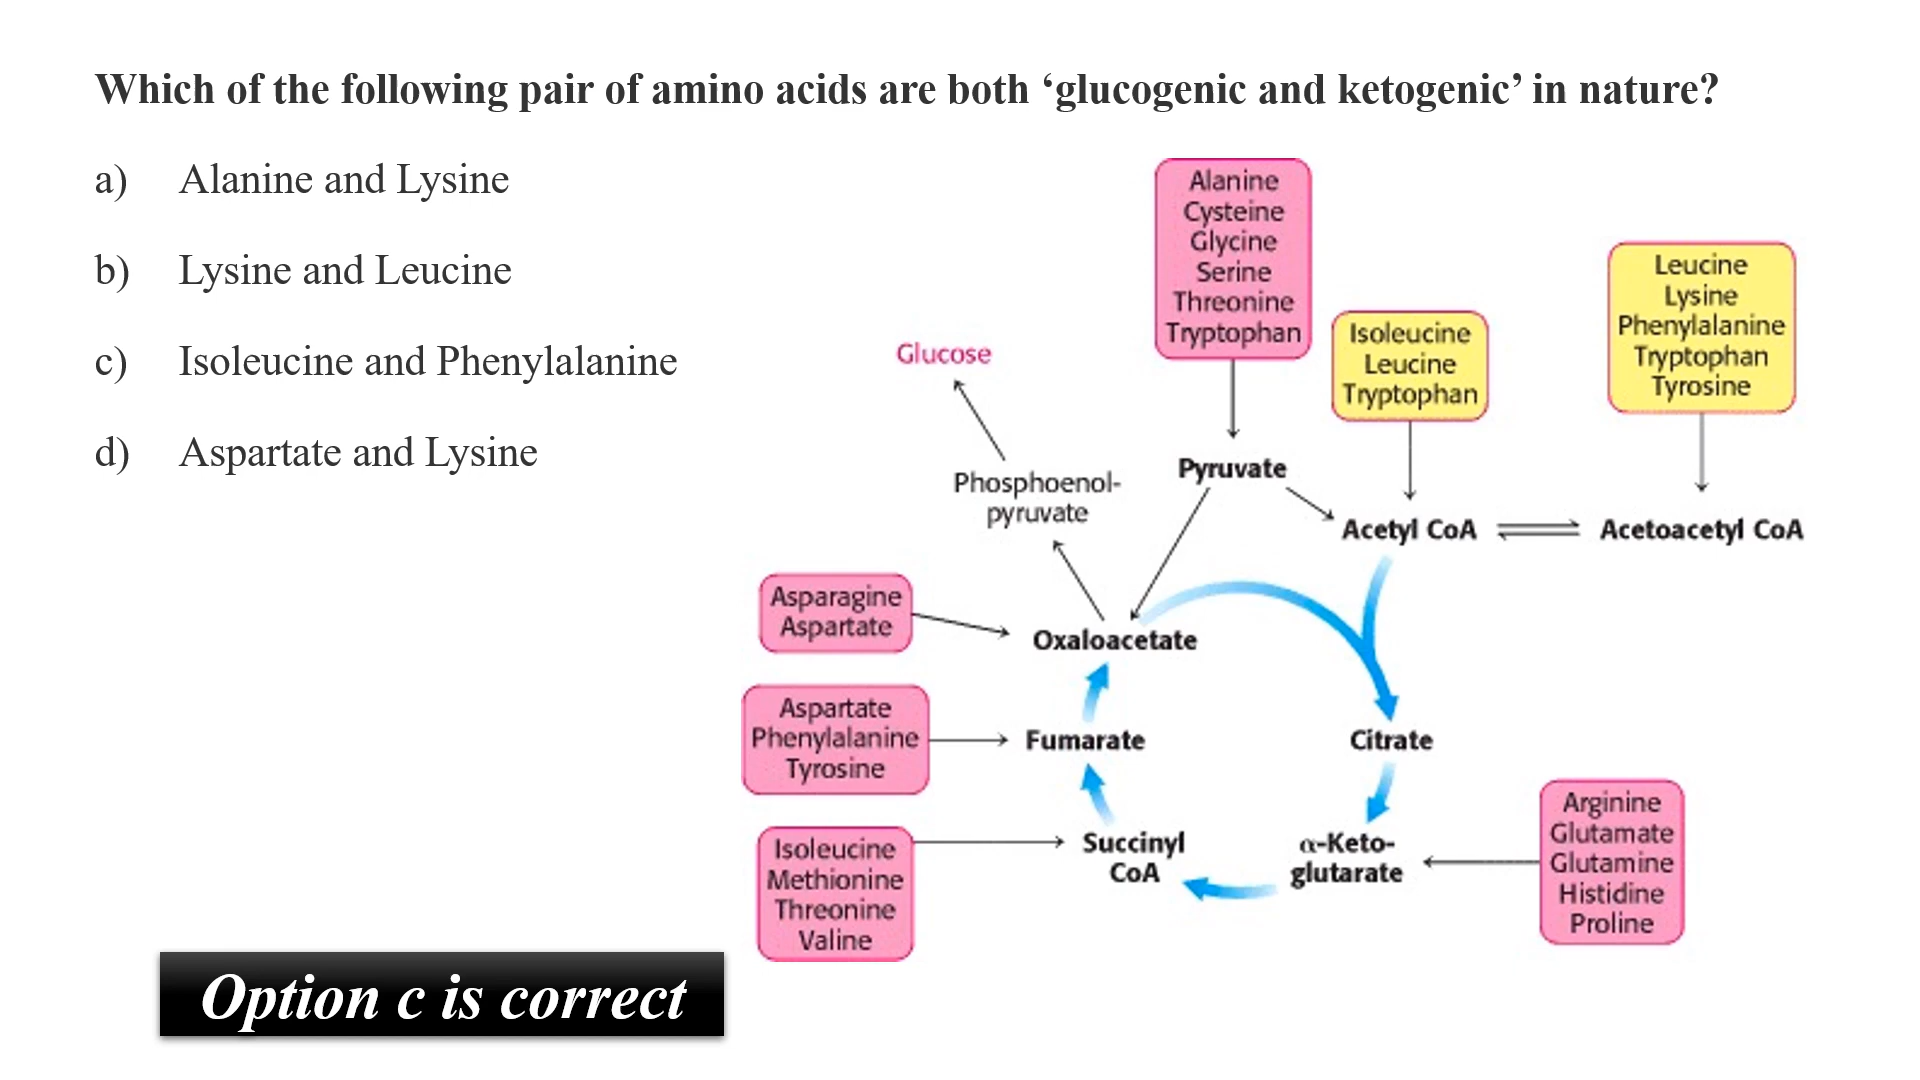 Which of the following pair of amino acids are both ‘glucogenic and ketogenic’ in nature?
a) Alanine and Lysine
b) Lysine and Leucine
c) Isoleucine and Phenylalanine
d) Aspartate and Lysine
Alanine
Cysteine
Glycine
Serine
Threonine
Tryptophan
Isoleucine
Leucine
Tryptophan
Leucine
Lysine
Phenylalanine
Tryptophan
Tyrosine
Glucose
Phosphoenol-
pyruvate
Pyruvate
Acetyl CoA
Acetoacetyl CoA
Asparagine
Aspartate
Oxaloacetate
Aspartate
Phenylalanine
Tyrosine
Fumarate
Citrate
Isoleucine
Methionine
Threonine
Valine
Succinyl
CoA
α-Keto-
glutarate
Arginine
Glutamate
Glutamine
Histidine
Proline
Option c is correct